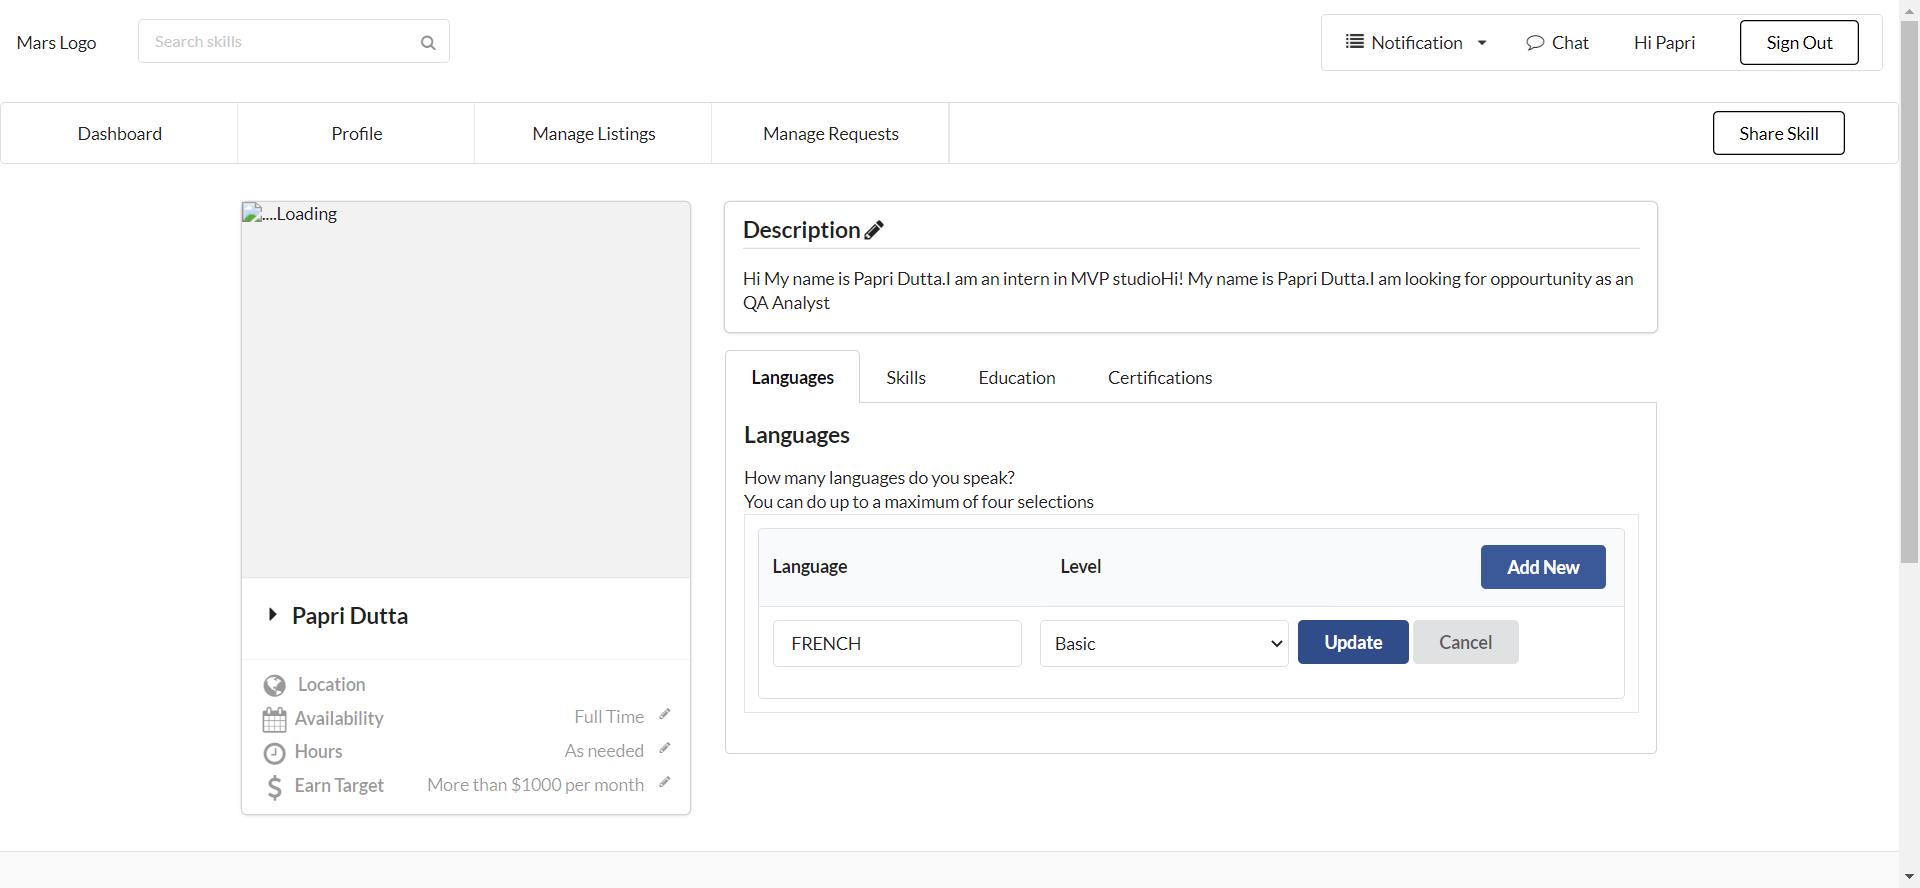 Mars Logo
Search skills
Notification
Chat
Hi Papri
Sign Out
Dashboard
Profile
Manage Listings
Manage Requests
Share Skill
....Loading
Papri Dutta
Location
Availability
Full Time
Hours
As needed
Earn Target
More than $1000 per month
Description
Hi My name is Papri Dutta.I am an intern in MVP studioHi! My name is Papri Dutta.I am looking for oppourtunity as an
QA Analyst
Languages
Skills
Education
Certifications
Languages
How many languages do you speak?
You can do up to a maximum of four selections
Language
Level
Add New
FRENCH
Basic
Update
Cancel